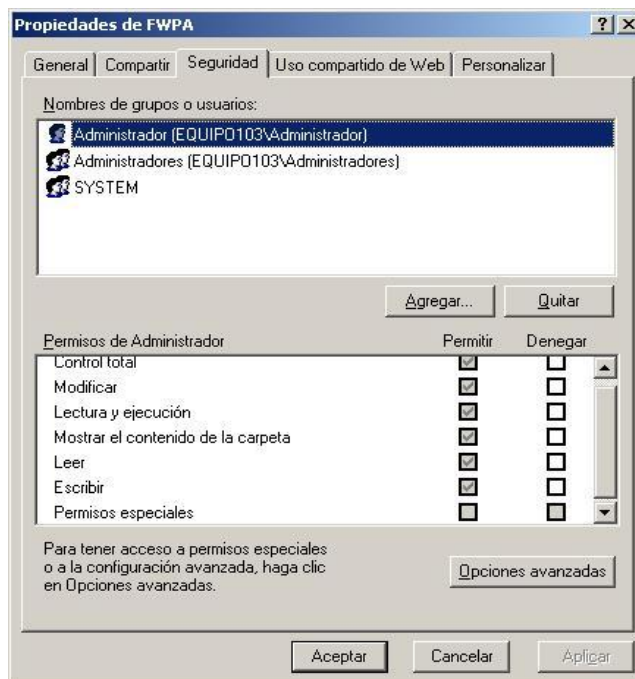 Propiedades de FWPA
General Compartir Seguridad Uso compartido de Web Personalizar
Nombres de grupos o usuarios:
Administrador (EQUIPO103\Administrador)
Administradores (EQUIPO103\Administradores)
SYSTEM
Agregar... Quitar
Permisos de Administrador Permitir Denegar
Control total
Modificar
Lectura y ejecución
Mostrar el contenido de la carpeta
Leer
Escribir
Permisos especiales
Para tener acceso a permisos especiales
o a la configuración avanzada, haga clic
en Opciones avanzadas.
Opciones avanzadas
Aceptar Cancelar Aplicar